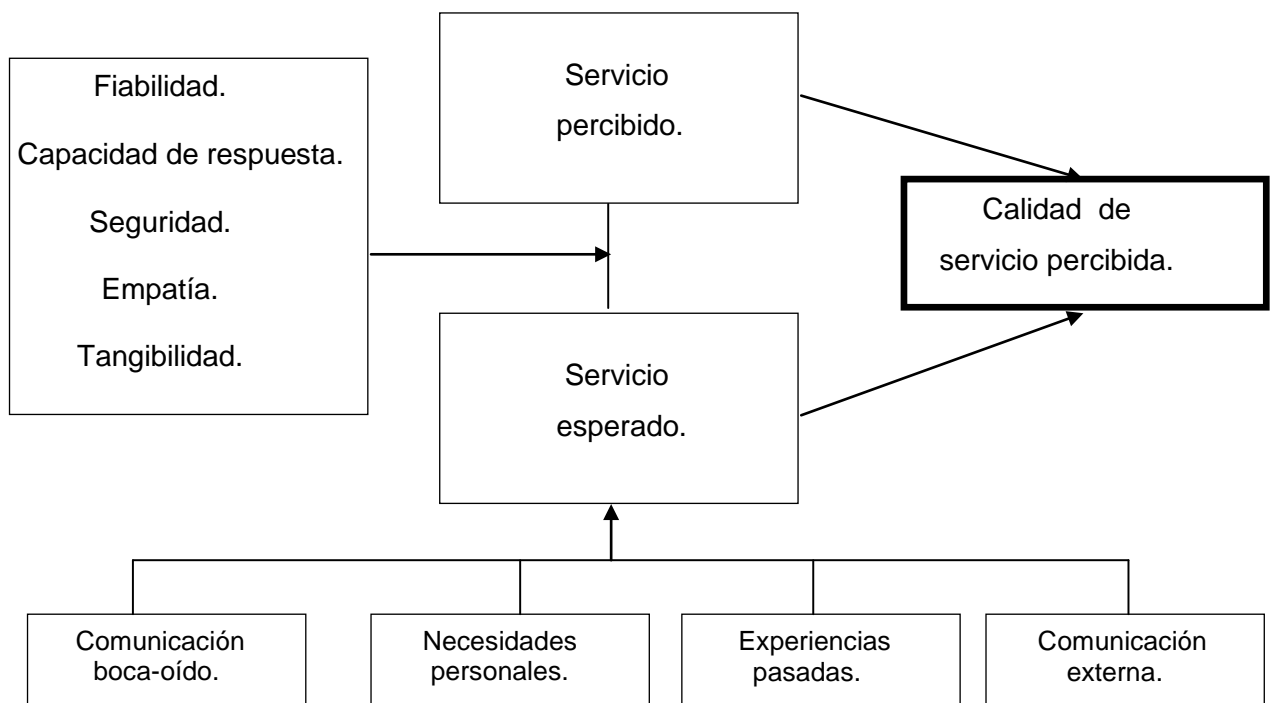 Fiabilidad.
Capacidad de respuesta.
Seguridad.
Empatía.
Tangibilidad.
Servicio
percibido.
Calidad de
servicio percibida.
Servicio
esperado.
Comunicación
boca-oído.
Necesidades
personales.
Experiencias
pasadas.
Comunicación
externa.